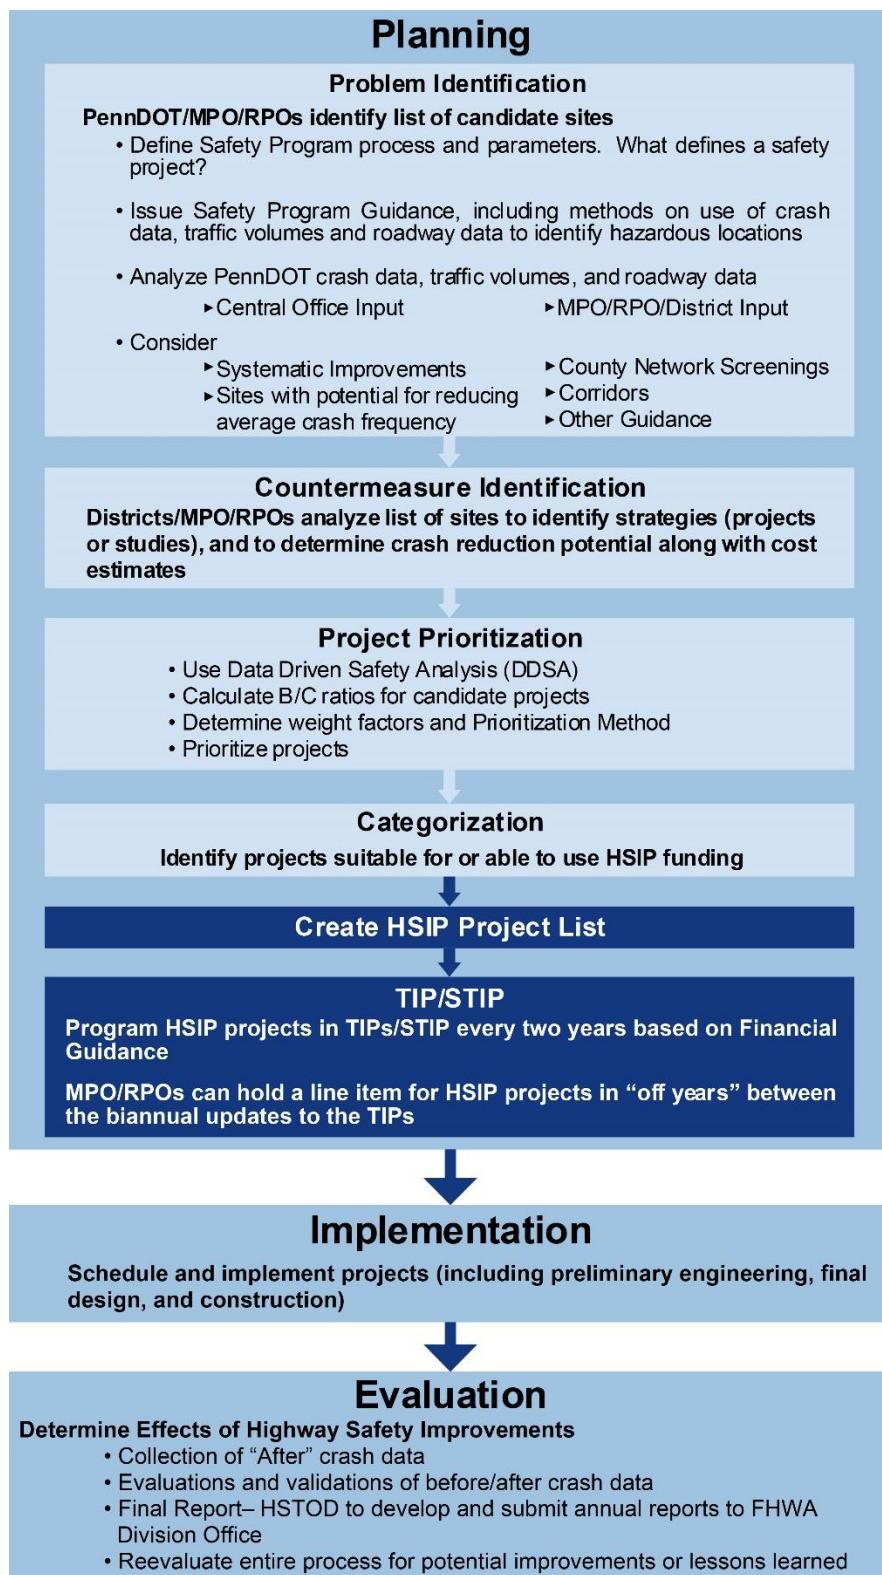 Planning
Problem Identification
PennDOT/MPO/RPOs identify list of candidate sites
• Define Safety Program process and parameters. What defines a safety
project?
• Issue Safety Program Guidance, including methods on use of crash
data, traffic volumes and roadway data to identify hazardous locations
• Analyze PennDOT crash data, traffic volumes, and roadway data
▸Central Office Input
▸MPO/RPO/District Input
• Consider
▸Systematic Improvements
▸Sites with potential for reducing
average crash frequency
▸County Network Screenings
▸Corridors
▸Other Guidance
Countermeasure Identification
Districts/MPO/RPOs analyze list of sites to identify strategies (projects
or studies), and to determine crash reduction potential along with cost
estimates
Project Prioritization
• Use Data Driven Safety Analysis (DDSA)
• Calculate B/C ratios for candidate projects
• Determine weight factors and Prioritization Method
• Prioritize projects
Categorization
Identify projects suitable for or able to use HSIP funding
Create HSIP Project List
TIP/STIP
Program HSIP projects in TIPs/STIP every two years based on Financial
Guidance
MPO/RPOs can hold a line item for HSIP projects in “off years” between
the biannual updates to the TIPs
Implementation
Schedule and implement projects (including preliminary engineering, final
design, and construction)
Evaluation
Determine Effects of Highway Safety Improvements
• Collection of “After” crash data
• Evaluations and validations of before/after crash data
• Final Report– HSTOD to develop and submit annual reports to FHWA
Division Office
• Reevaluate entire process for potential improvements or lessons learned